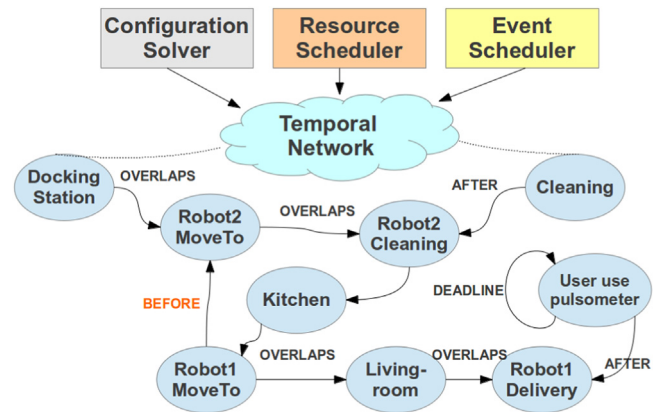 Configuration
Solver
Resource
Scheduler
Event
Scheduler
Temporal
Network
Docking
Station
OVERLAPS
Robot2
MoveTo
OVERLAPS
Robot2
Cleaning
AFTER
Cleaning
BEFORE
Kitchen
DEADLINE
User use
pulsometer
Robot1
MoveTo
OVERLAPS
Living-
room
OVERLAPS
Robot1
Delivery
AFTER